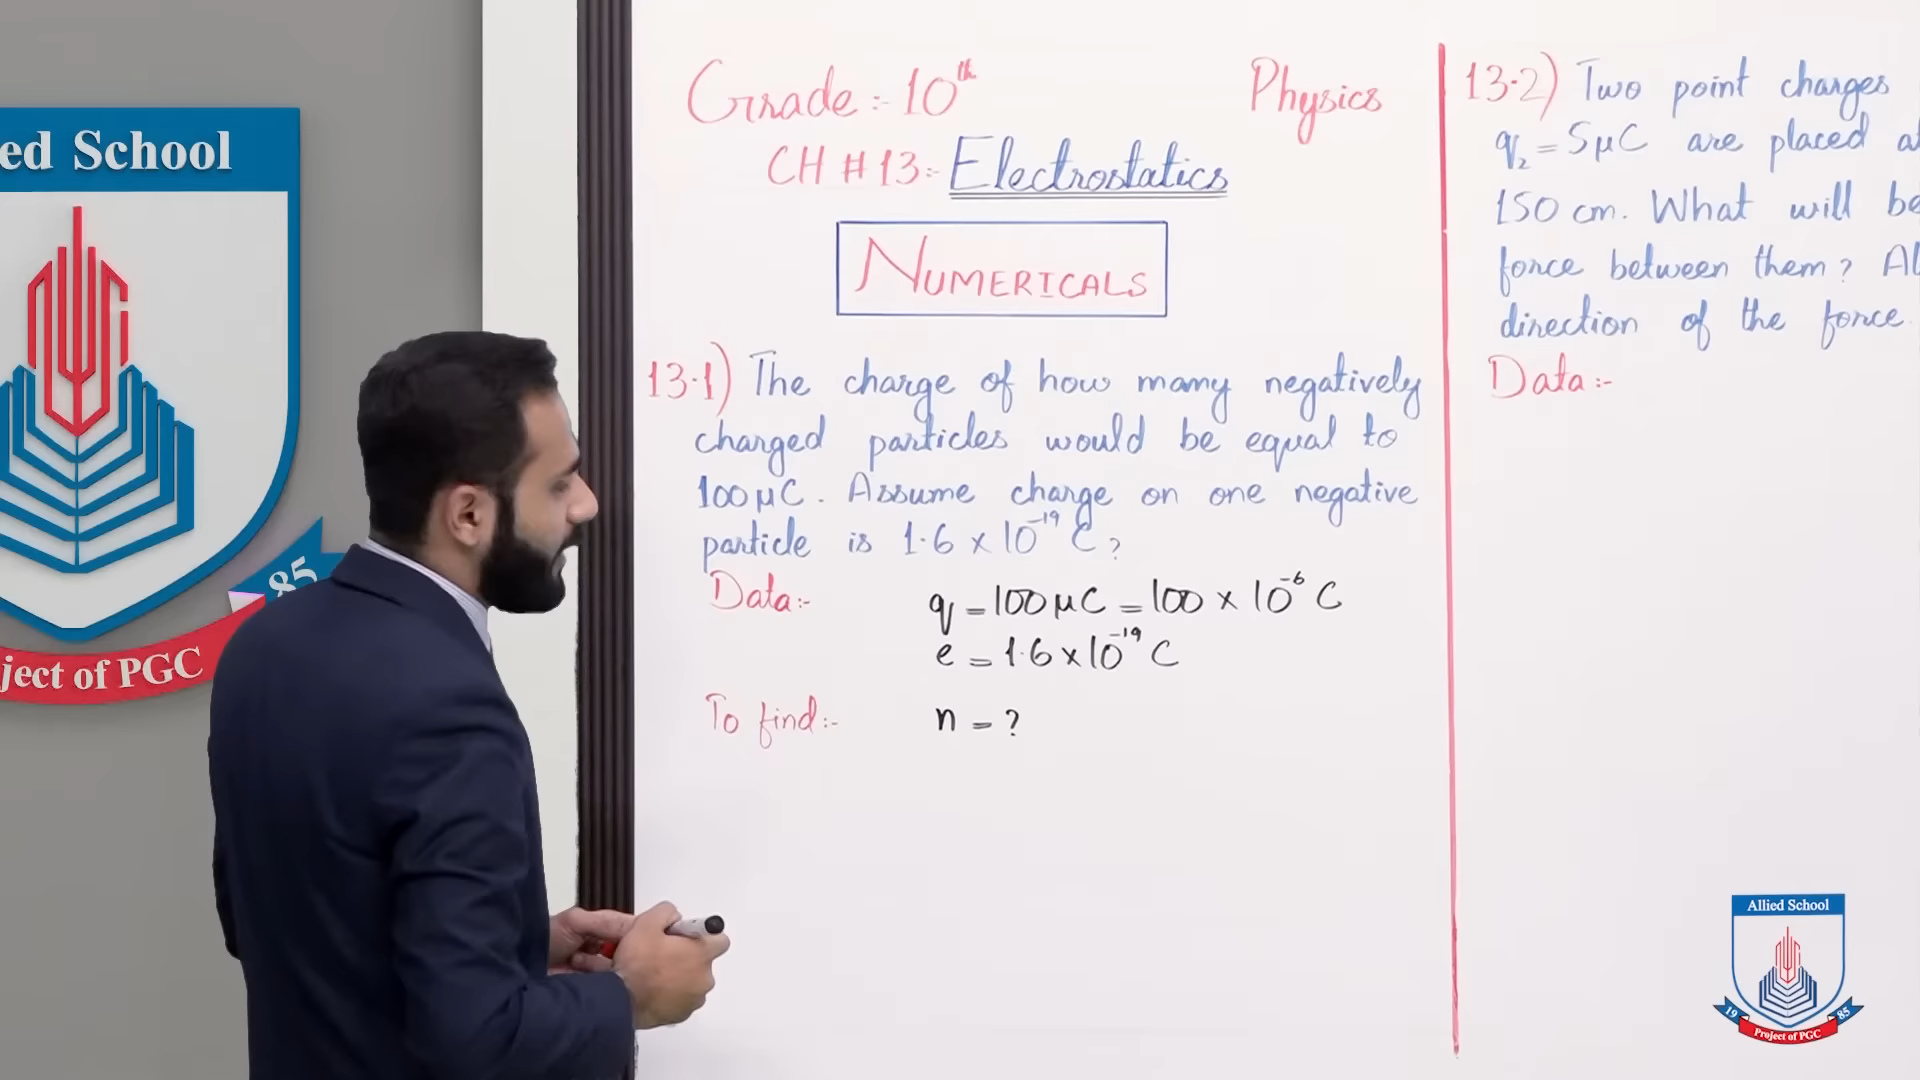 ed School
85
ject of PGC
Grade:- 10th
Physics
CH # 13:- Electrostatics
NUMERICALS
13.1) The charge of how many negatively
charged particles would be equal to
100 μC. Assume charge on one negative
particle is 1.6 x 10⁻¹⁹ C?
Data:-
q = 100 μC = 100 x 10⁻⁶ C
e = 1.6 x 10⁻¹⁹ C
To find:-
n = ?
13.2) Two point charges
q₂ = 5μC are placed a
150 cm. What will be
force between them? Al
direction of the force
Data:-
Allied School
19
85
Project of PGC